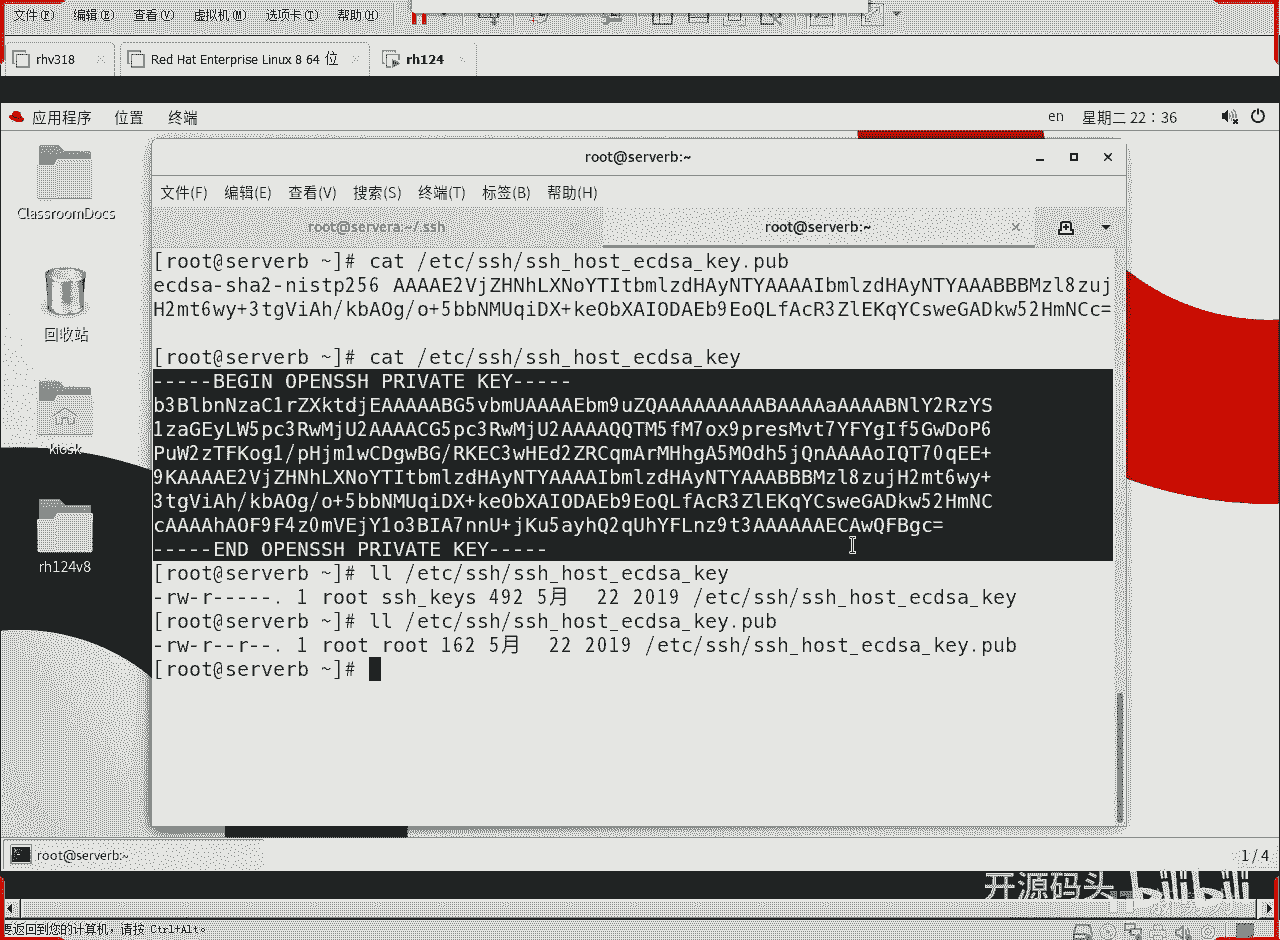 文件(F) 编辑(E) 查看(V) 虚拟机(M) 选项卡(T) 帮助(H)
rhv318 Red Hat Enterprise Linux 8 64 位 rh124
应用程序 位置 终端 en 星期二 22：36
ClassroomDocs
回收站
kiosk
rh124v8
root@serverb:~
文件(F) 编辑(E) 查看(V) 搜索(S) 终端(T) 标签(B) 帮助(H)
root@servera:~/.ssh root@serverb:~
[root@serverb ~]# cat /etc/ssh/ssh_host_ecdsa_key.pub
ecdsa-sha2-nistp256 AAAAE2VjZHNhLXNoYTItbmlzdHAyNTYAAAAIbmlzdHAyNTYAAABBBMzl8zuj
H2mt6wy+3tgViAh/kbAOg/o+5bbNMUqiDX+keObXAIODAEb9EoQLfAcR3ZlEKqYCsweGADkw52HmNCc=
[root@serverb ~]# cat /etc/ssh/ssh_host_ecdsa_key
-----BEGIN OPENSSH PRIVATE KEY-----
b3BlbnNzaC1rZXktdjEAAAAABG5vbmUAAAAEbm9uZQAAAAAAAAABAAAAaAAAABNlY2RzYS
1zaGEyLW5pc3RwMjU2AAAACG5pc3RwMjU2AAAAQQTM5fM7ox9presMvt7YFYgIf5GwDoP6
PuW2zTFKog1/pHjm1wCDgwBG/RKEC3wHEd2ZRCqmArMHhgA5MOdh5jQnAAAAoIQT70qEE+
9KAAAAE2VjZHNhLXNoYTItbmlzdHAyNTYAAAAIbmlzdHAyNTYAAABBBMzl8zujH2mt6wy+
3tgViAh/kbAOg/o+5bbNMUqiDX+keObXAIODAEb9EoQLfAcR3ZlEKqYCsweGADkw52HmNC
cAAAAhAOF9F4z0mVEjY1o3BIA7nnU+jKu5ayhQ2qUhYFLnz9t3AAAAAAECAwQFBgc=
-----END OPENSSH PRIVATE KEY-----
[root@serverb ~]# ll /etc/ssh/ssh_host_ecdsa_key
-rw-r-----. 1 root ssh_keys 492 5月 22 2019 /etc/ssh/ssh_host_ecdsa_key
[root@serverb ~]# ll /etc/ssh/ssh_host_ecdsa_key.pub
-rw-r--r--. 1 root root 162 5月 22 2019 /etc/ssh/ssh_host_ecdsa_key.pub
[root@serverb ~]#
root@serverb:~ 1 / 4
开源码头 bilibili
要返回到您的计算机，请按 Ctrl+Alt。